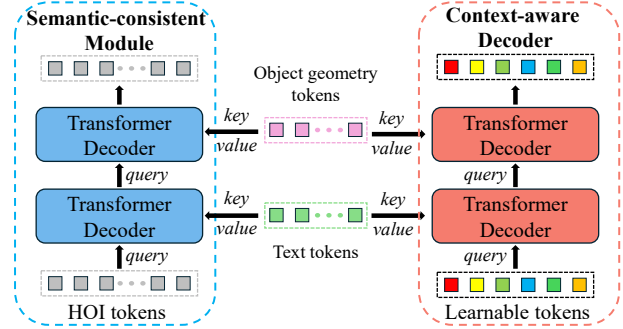 Semantic-consistent
Module
Context-aware
Decoder
Object geometry
tokens
Transformer
Decoder
key
value
key
value
Transformer
Decoder
query
query
Transformer
Decoder
key
value
key
value
Transformer
Decoder
query
Text tokens
query
HOI tokens
Learnable tokens